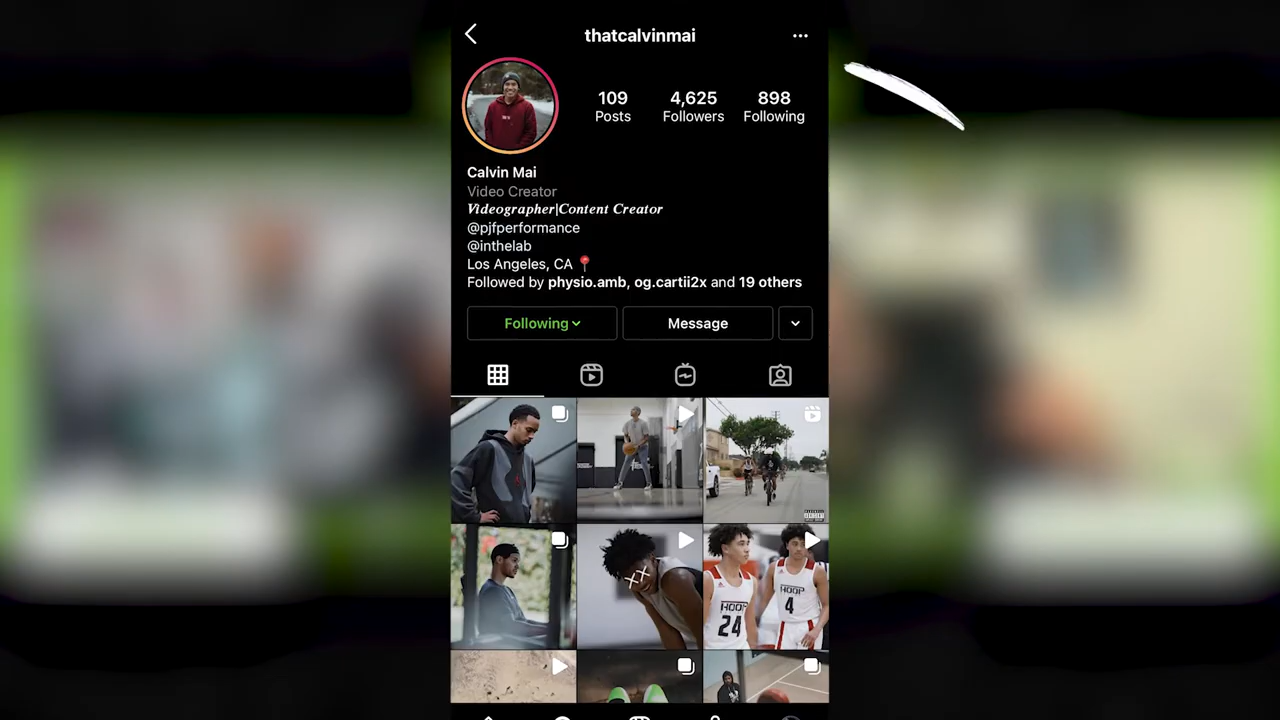 thatcalvinmai
109
4,625
898
Posts
Followers
Following
Calvin Mai
Video Creator
Videographer|Content Creator
@pjfperformance
@inthelab
Los Angeles, CA 📍
Followed by physio.amb, og.cartii2x and 19 others
Following
Message
XX
HOOP
24
HOOP
4